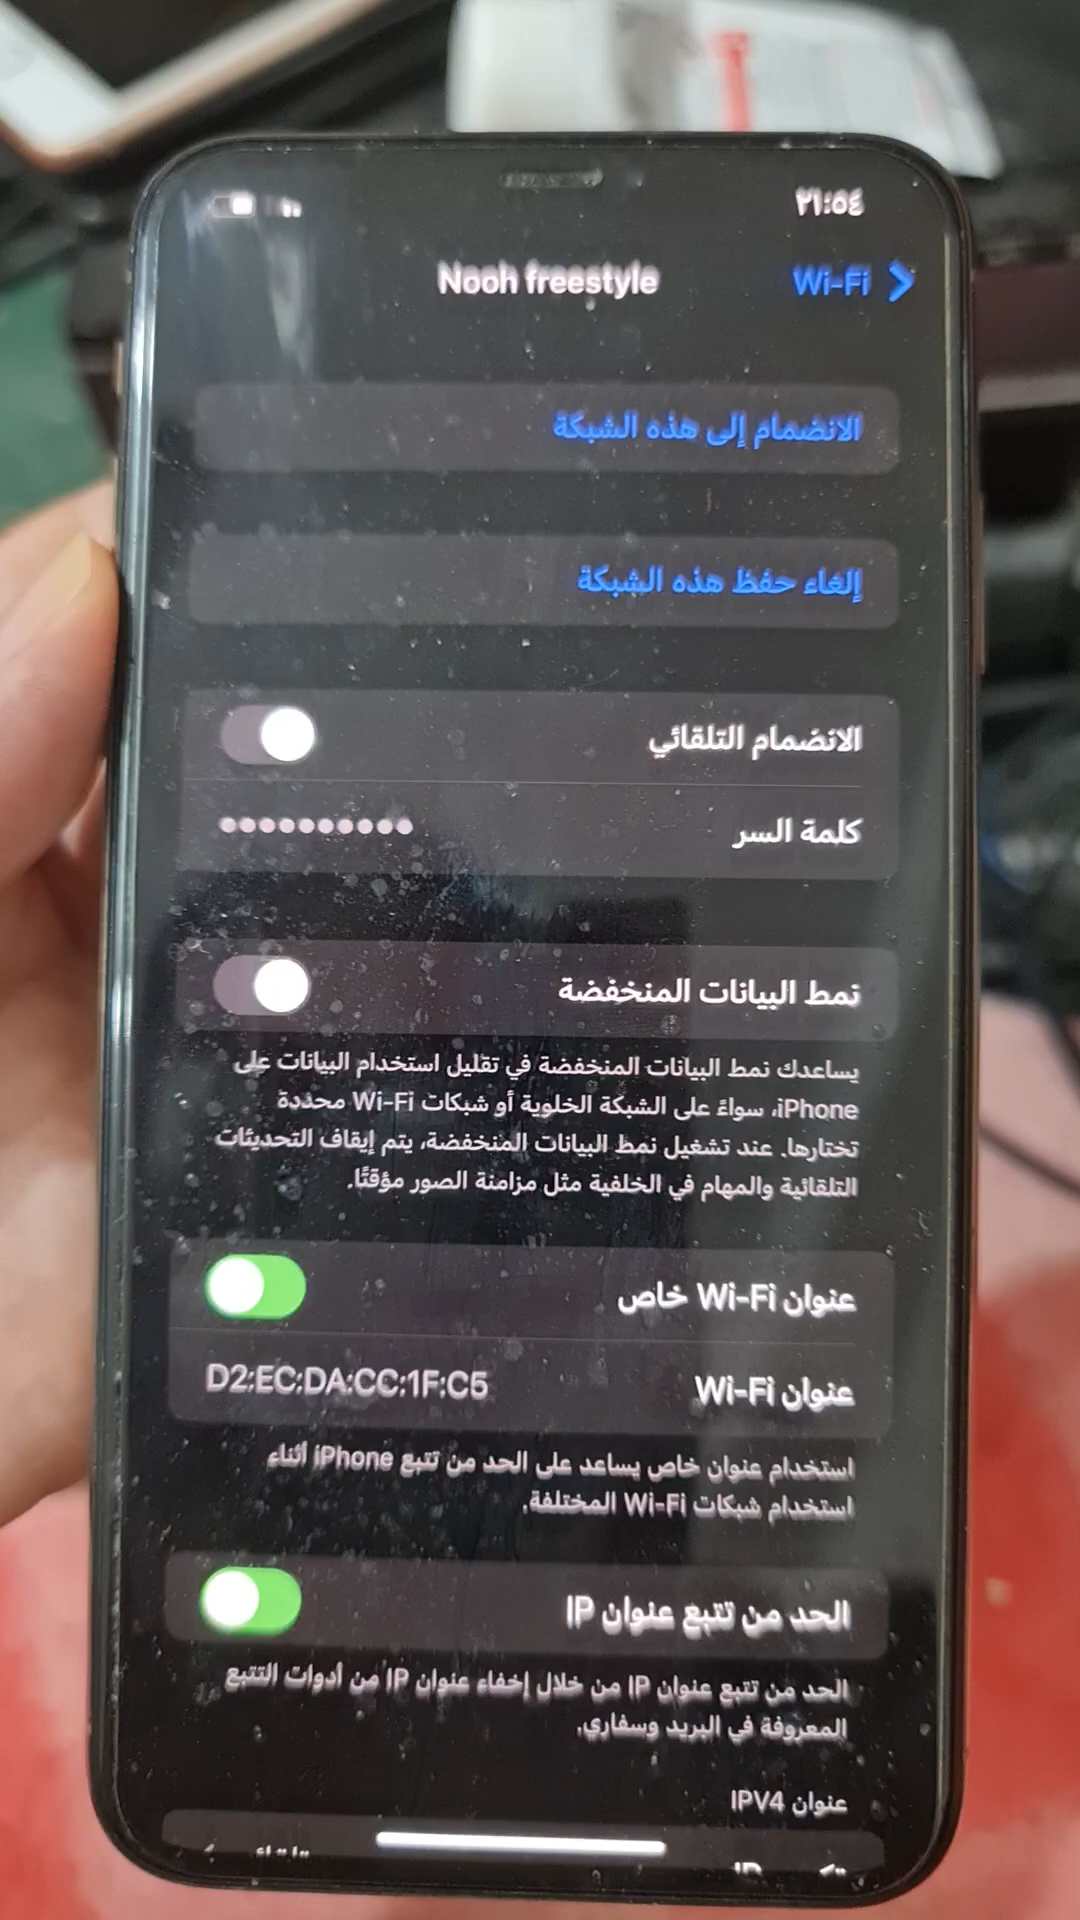 ٢١:٥٤
Wi-Fi
Nooh freestyle
الانضمام إلى هذه الشبكة
إلغاء حفظ هذه الشبكة
الانضمام التلقائي
كلمة السر ••••••••••
نمط البيانات المنخفضة
يساعدك نمط البيانات المنخفضة في تقليل استخدام البيانات على
iPhone، سواءً على الشبكة الخلوية أو شبكات Wi-Fi محددة
تختارها. عند تشغيل نمط البيانات المنخفضة، يتم إيقاف التحديثات
التلقائية والمهام في الخلفية مثل مزامنة الصور مؤقتًا.
عنوان Wi-Fi خاص
عنوان Wi-Fi D2:EC:DA:CC:1F:C5
استخدام عنوان خاص يساعد على الحد من تتبع iPhone أثناء
استخدام شبكات Wi-Fi المختلفة.
الحد من تتبع عنوان IP
الحد من تتبع عنوان IP من خلال إخفاء عنوان IP من أدوات التتبع
المعروفة في البريد وسفاري.
عنوان IPV4